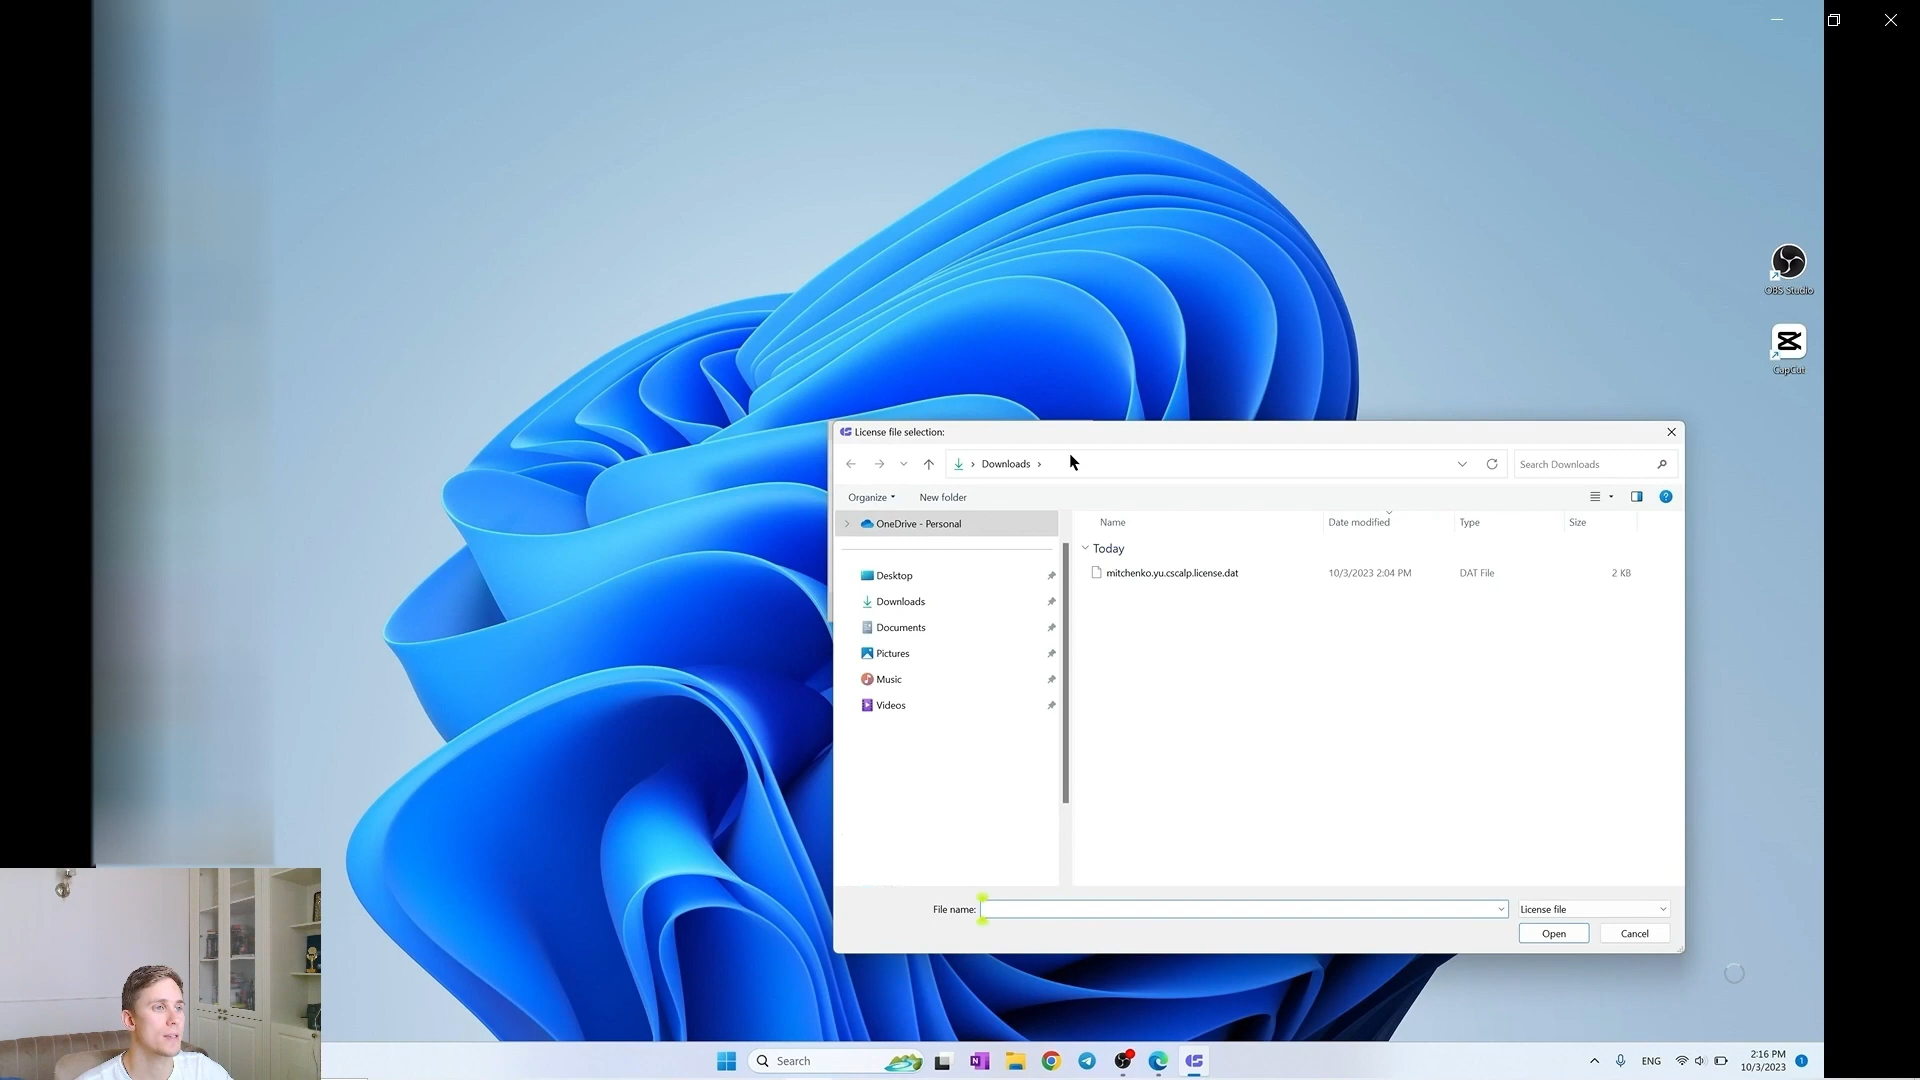 OBS Studio
CapCut
License file selection:
Downloads
Search Downloads
Organize
New folder
OneDrive - Personal
Name
Date modified
Type
Size
Today
mitchenko.yu.cscalp.license.dat
10/3/2023 2:04 PM
DAT File
2 KB
Desktop
Downloads
Documents
Pictures
Music
Videos
File name:
License file
Open
Cancel
Search
ENG
2:16 PM
10/3/2023
1